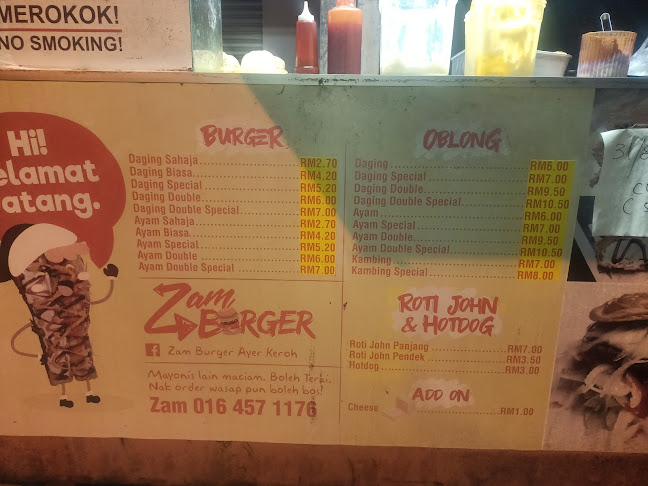 MEROKOK!
NO SMOKING!
Hi!
elamat
atang.
BURGER
Daging Sahaja RM2.70
Daging Biasa RM4.20
Daging Special RM5.20
Daging Double RM6.00
Daging Double Special RM7.00
Ayam Sahaja RM2.70
Ayam Biasa RM4.20
Ayam Special RM5.20
Ayam Double RM6.00
Ayam Double Special RM7.00
Zam
BURGER
Zam Burger Ayer Keroh
Mayonis lain maciam. Boleh
Nak order wasap pun boleh bos!
Zam 016 457 1176
OBLONG
Daging RM6.00
Daging Special RM7.00
Daging Double RM9.50
Daging Double Special RM10.50
Ayam RM6.00
Ayam Special RM7.00
Ayam Double RM9.50
Ayam Double Special RM10.50
Kambing RM7.00
Kambing Special RM8.00
ROTI JOHN
& HOTDOG
Roti John Panjang RM7.00
Roti John Pendek RM3.50
Hotdog RM3.00
ADD ON
Cheese RM1.00